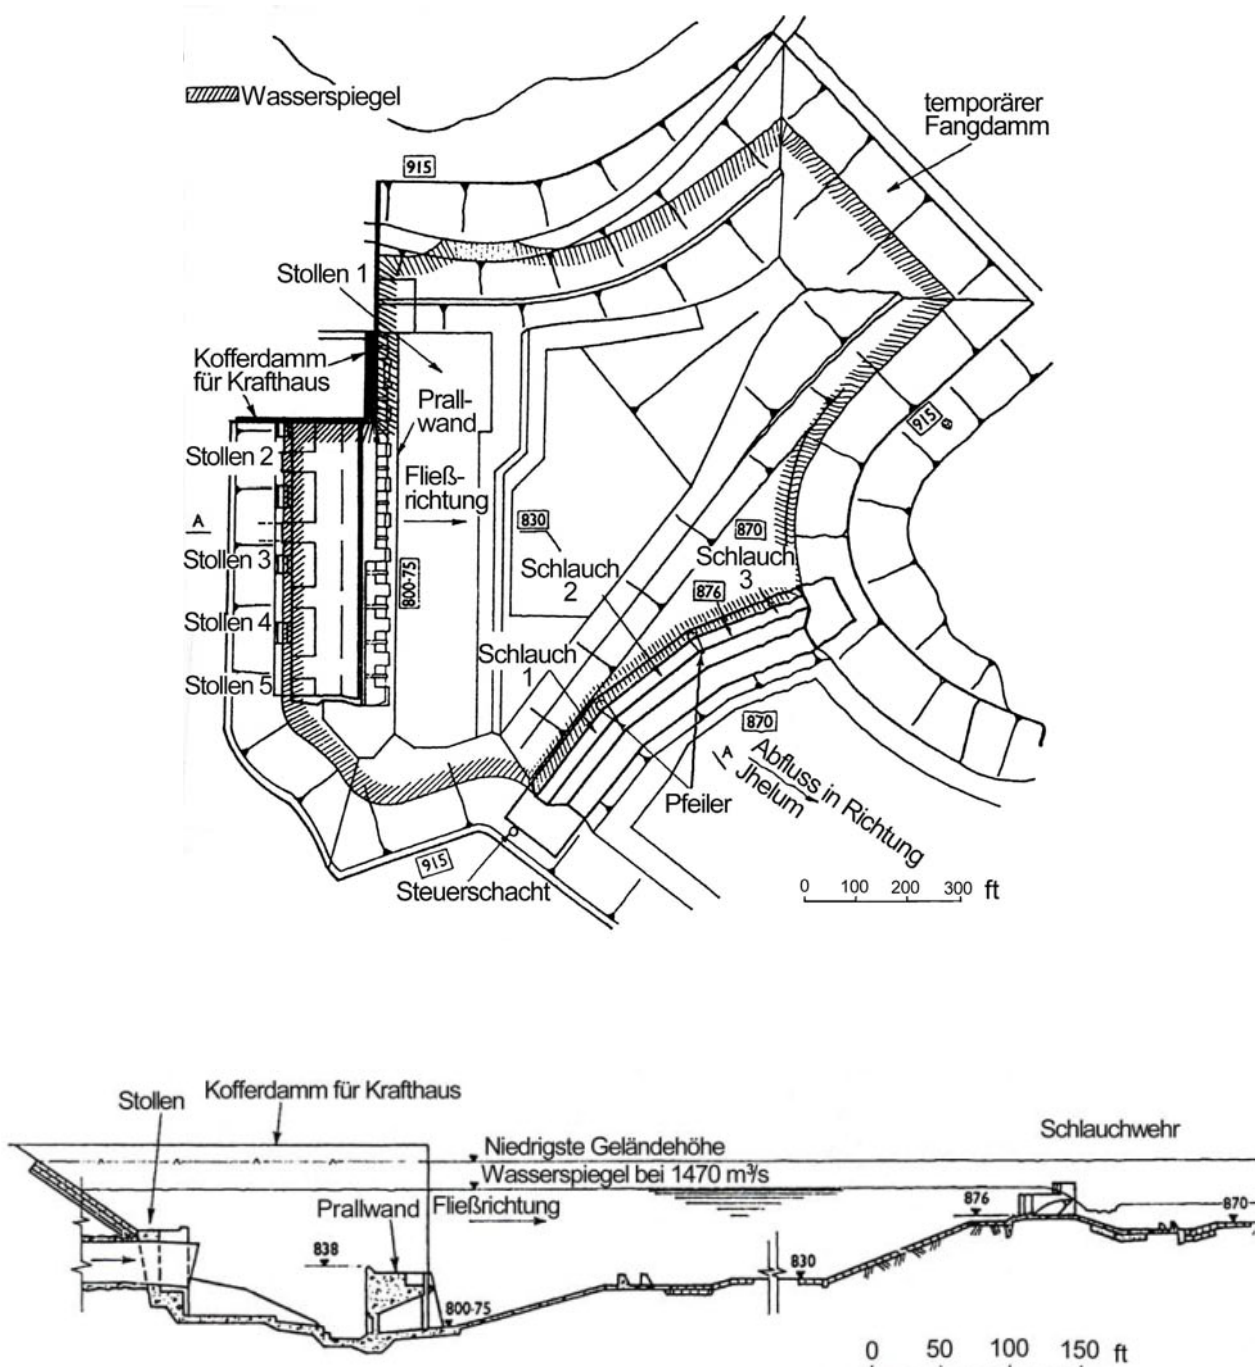 Wasserspiegel
temporärer
Fangdamm
915
Stollen 1
Kofferdamm
für Krafthaus
Prall-
wand
915
Stollen 2
Fließ-
richtung
A
830
870
Stollen 3
800·75
Schlauch
2
Schlauch
3
876
Stollen 4
Schlauch
1
Stollen 5
870
A
Abfluss in Richtung
Jhelum
Pfeiler
915
Steuerschacht
0 100 200 300 ft
Kofferdamm für Krafthaus
Stollen
Schlauchwehr
Niedrigste Geländehöhe
Wasserspiegel bei 1470 m³/s
Prallwand
Fließrichtung
876
870
838
830
800·75
0 50 100 150 ft